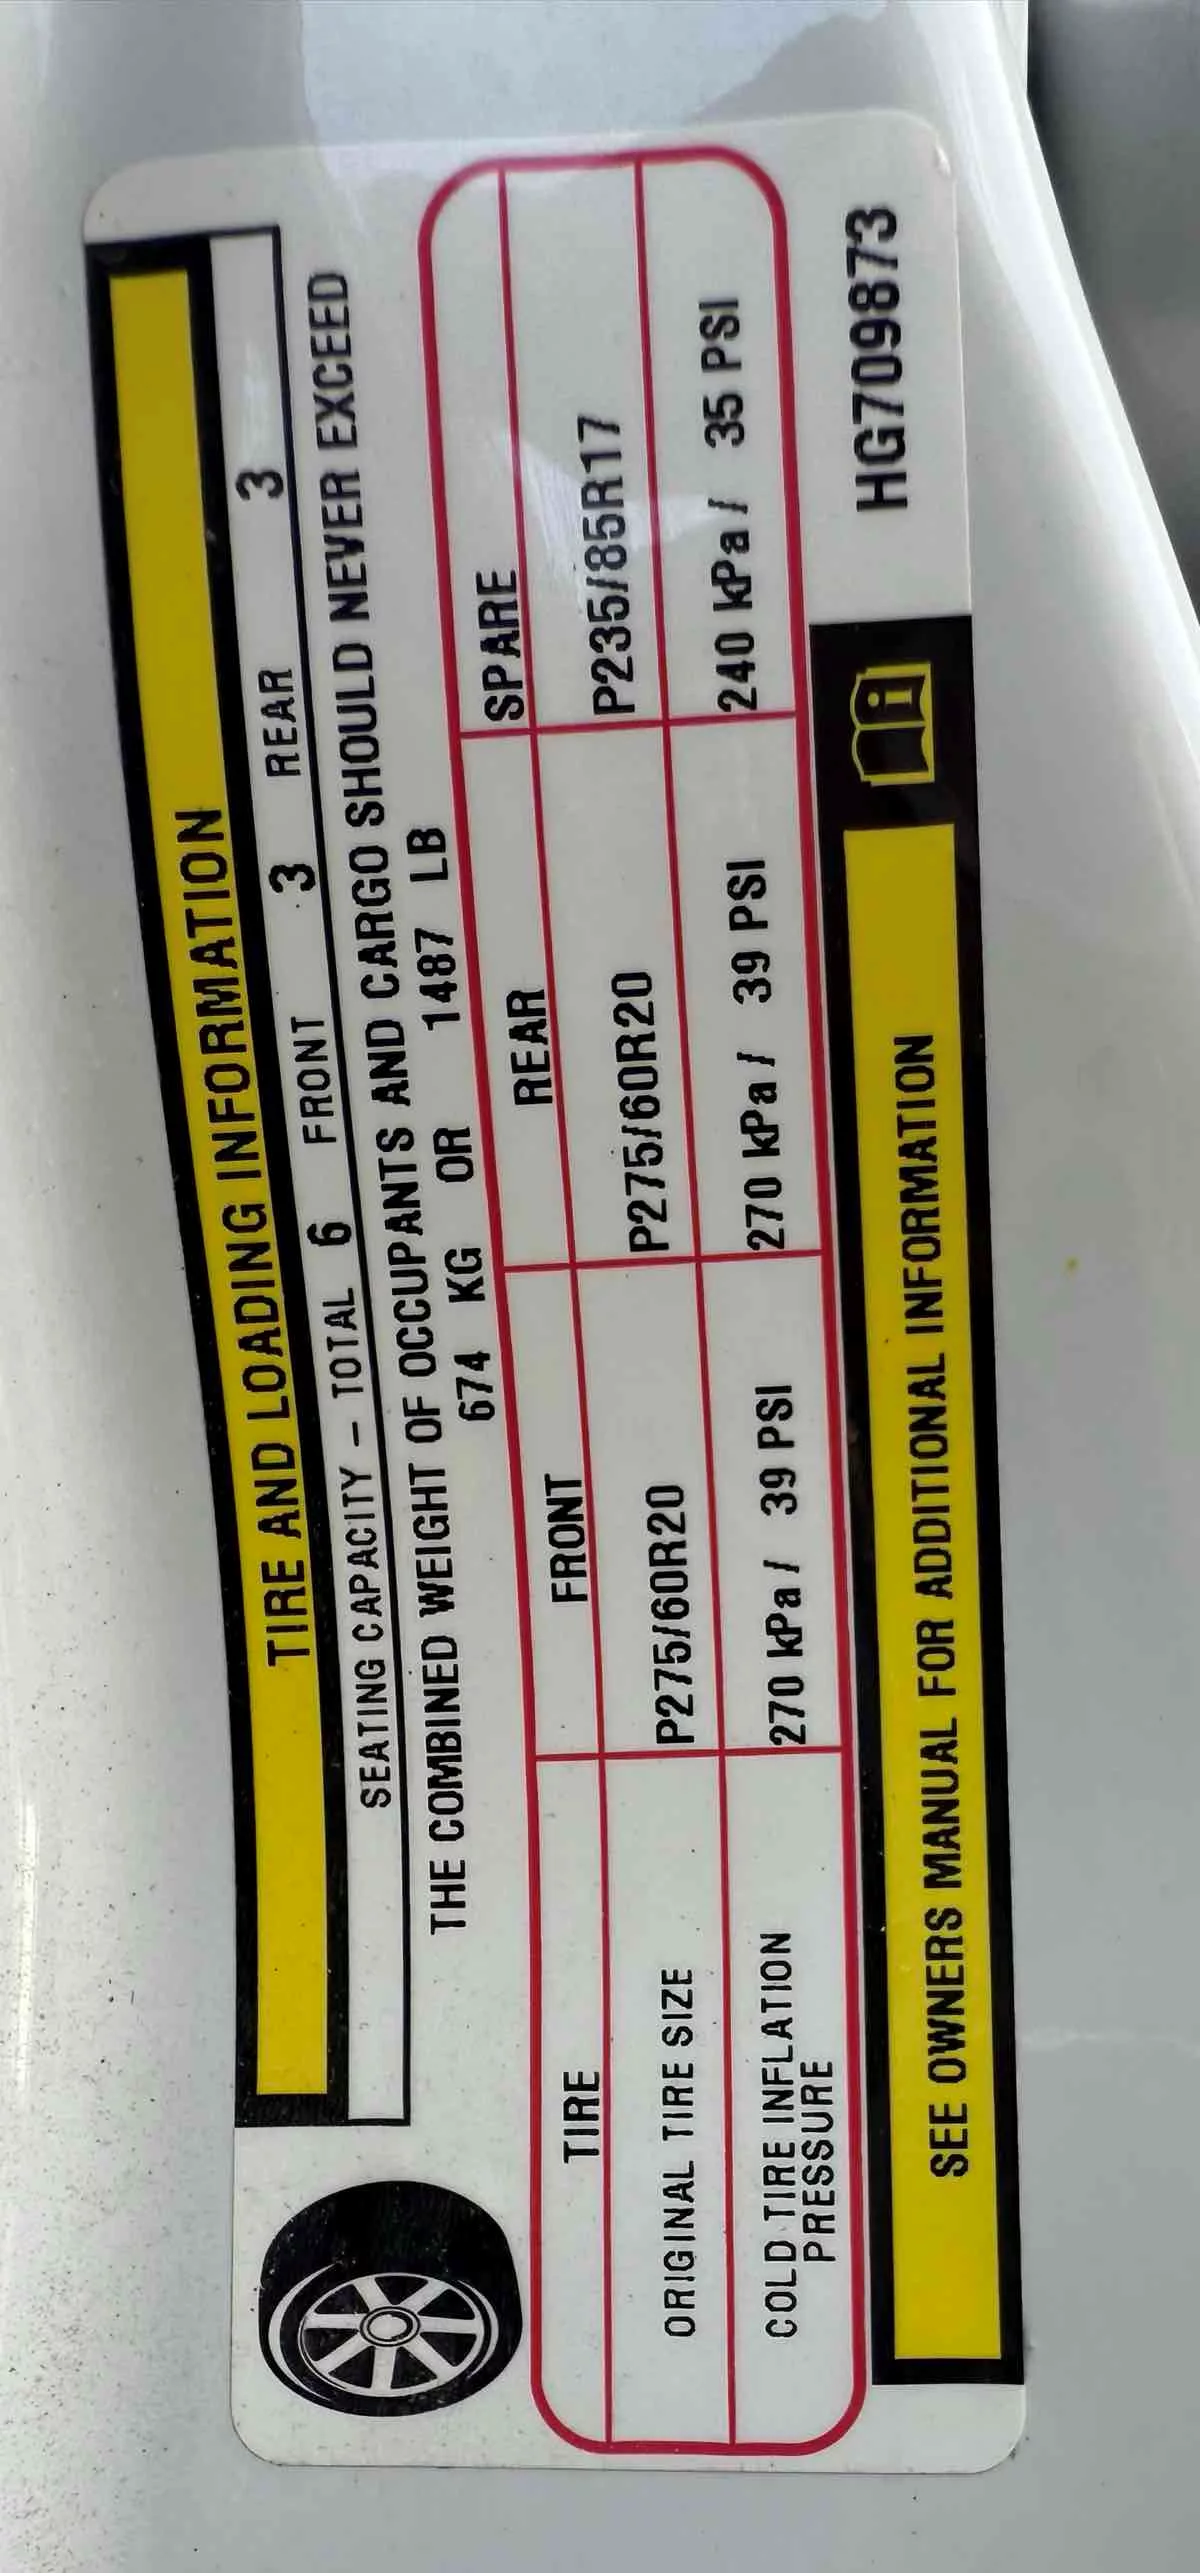 TIRE AND LOADING INFORMATION
SEATING CAPACITY – TOTAL 6 FRONT 3 REAR 3
THE COMBINED WEIGHT OF OCCUPANTS AND CARGO SHOULD NEVER EXCEED
674 KG OR 1487 LB
TIRE FRONT REAR SPARE
ORIGINAL TIRE SIZE P275/60R20 P275/60R20 P235/85R17
COLD TIRE INFLATION PRESSURE 270 kPa / 39 PSI 270 kPa / 39 PSI 240 kPa / 35 PSI
SEE OWNERS MANUAL FOR ADDITIONAL INFORMATION
HG709873